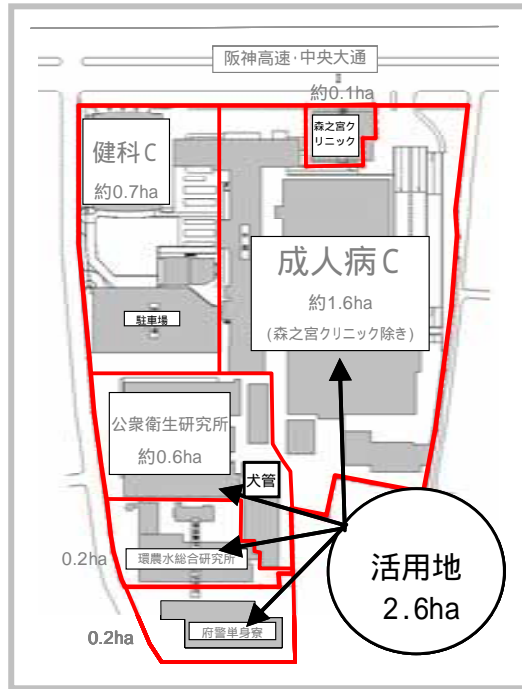 阪神高速・中央大通
約0.1ha
森之宮ク
リニック
健科C
約0.7ha
成人病C
約1.6ha
(森之宮クリニック除き)
駐車場
公衆衛生研究所
約0.6ha
犬管
0.2ha
環農水総合研究所
活用地
2.6ha
0.2ha
府警単身寮